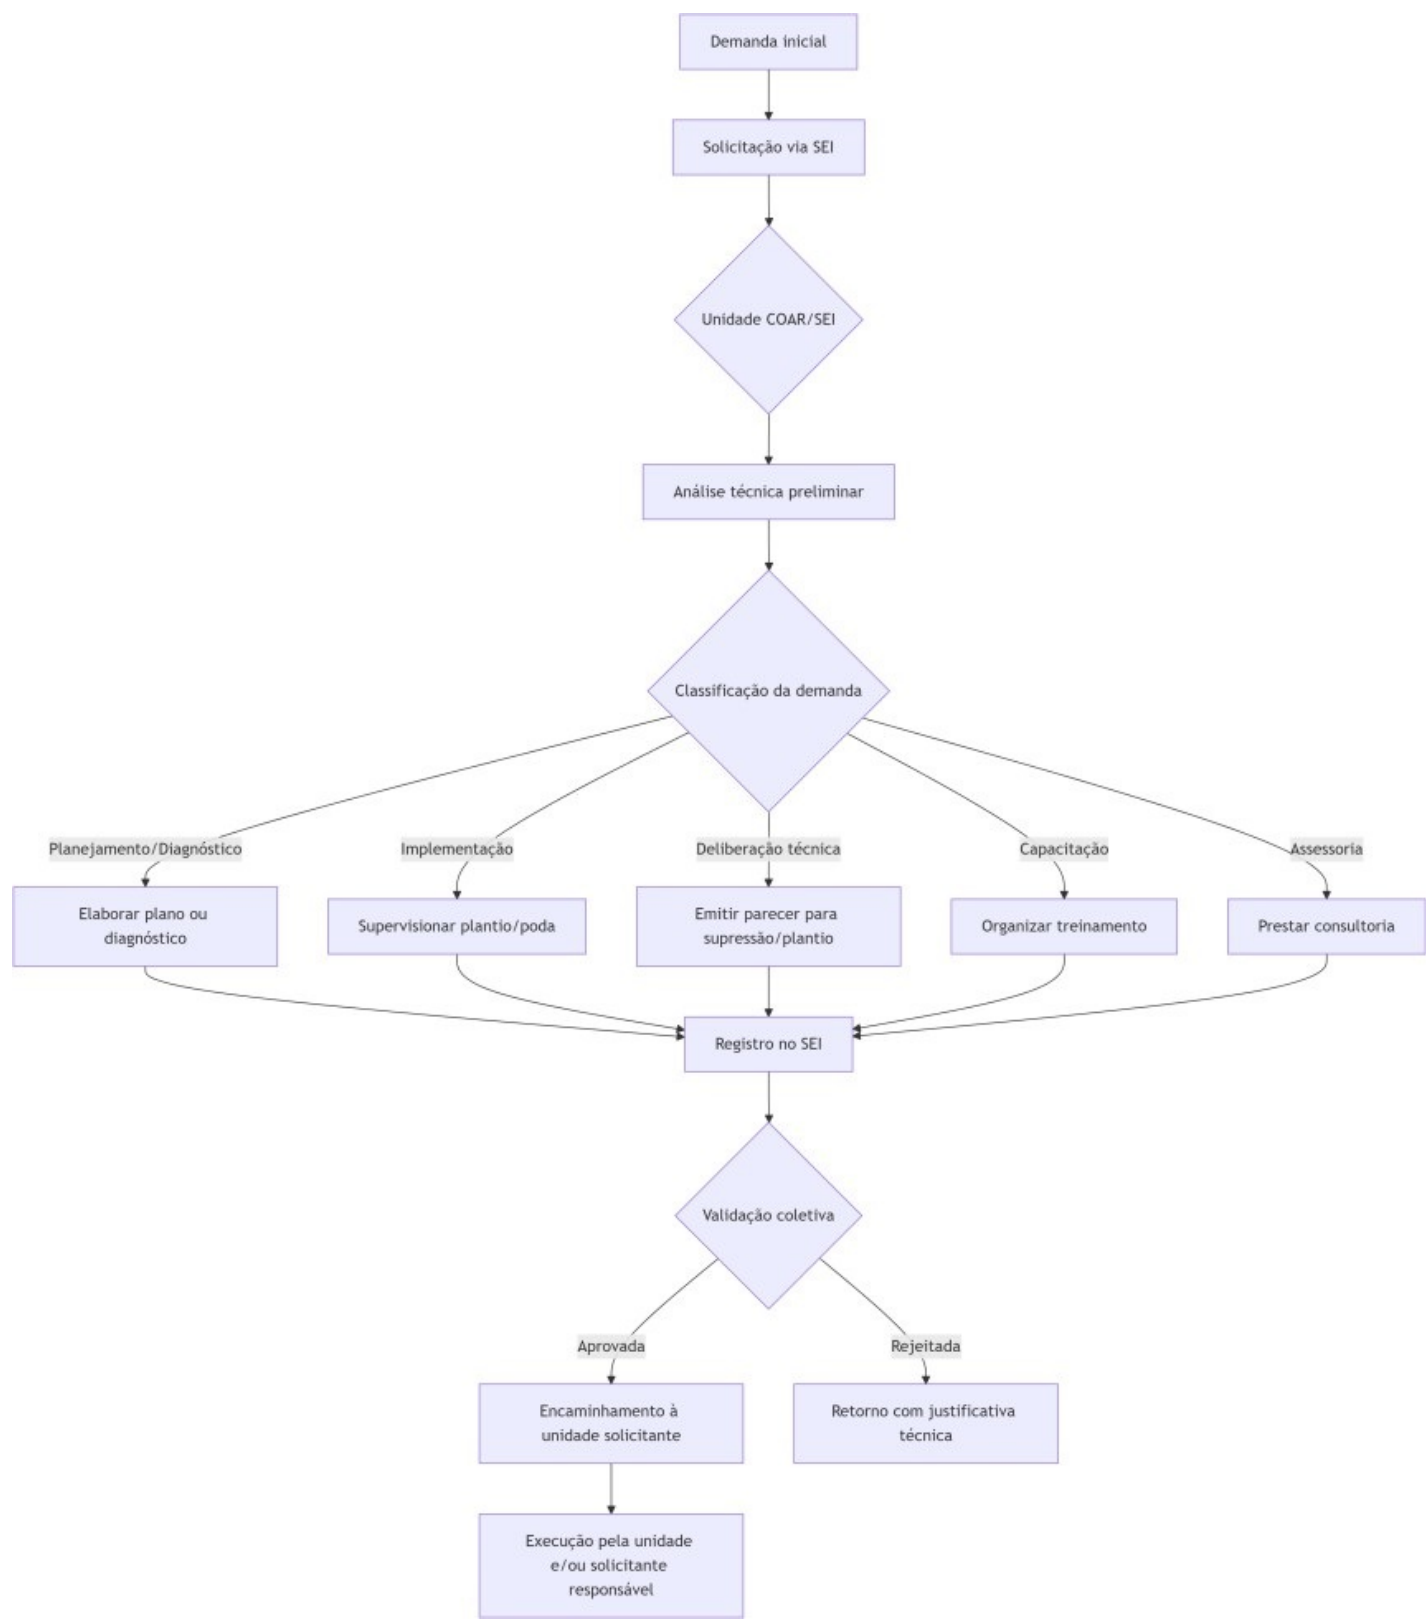 Demanda inicial
Solicitação via SEI
Unidade COAR/SEI
Análise técnica preliminar
Classificação da demanda
Planejamento/Diagnóstico
Implementação
Deliberação técnica
Capacitação
Assessoria
Elaborar plano ou
diagnóstico
Supervisionar plantio/poda
Emitir parecer para
supressão/plantio
Organizar treinamento
Prestar consultoria
Registro no SEI
Validação coletiva
Aprovada
Rejeitada
Encaminhamento à
unidade solicitante
Retorno com justificativa
técnica
Execução pela unidade
e/ou solicitante
responsável